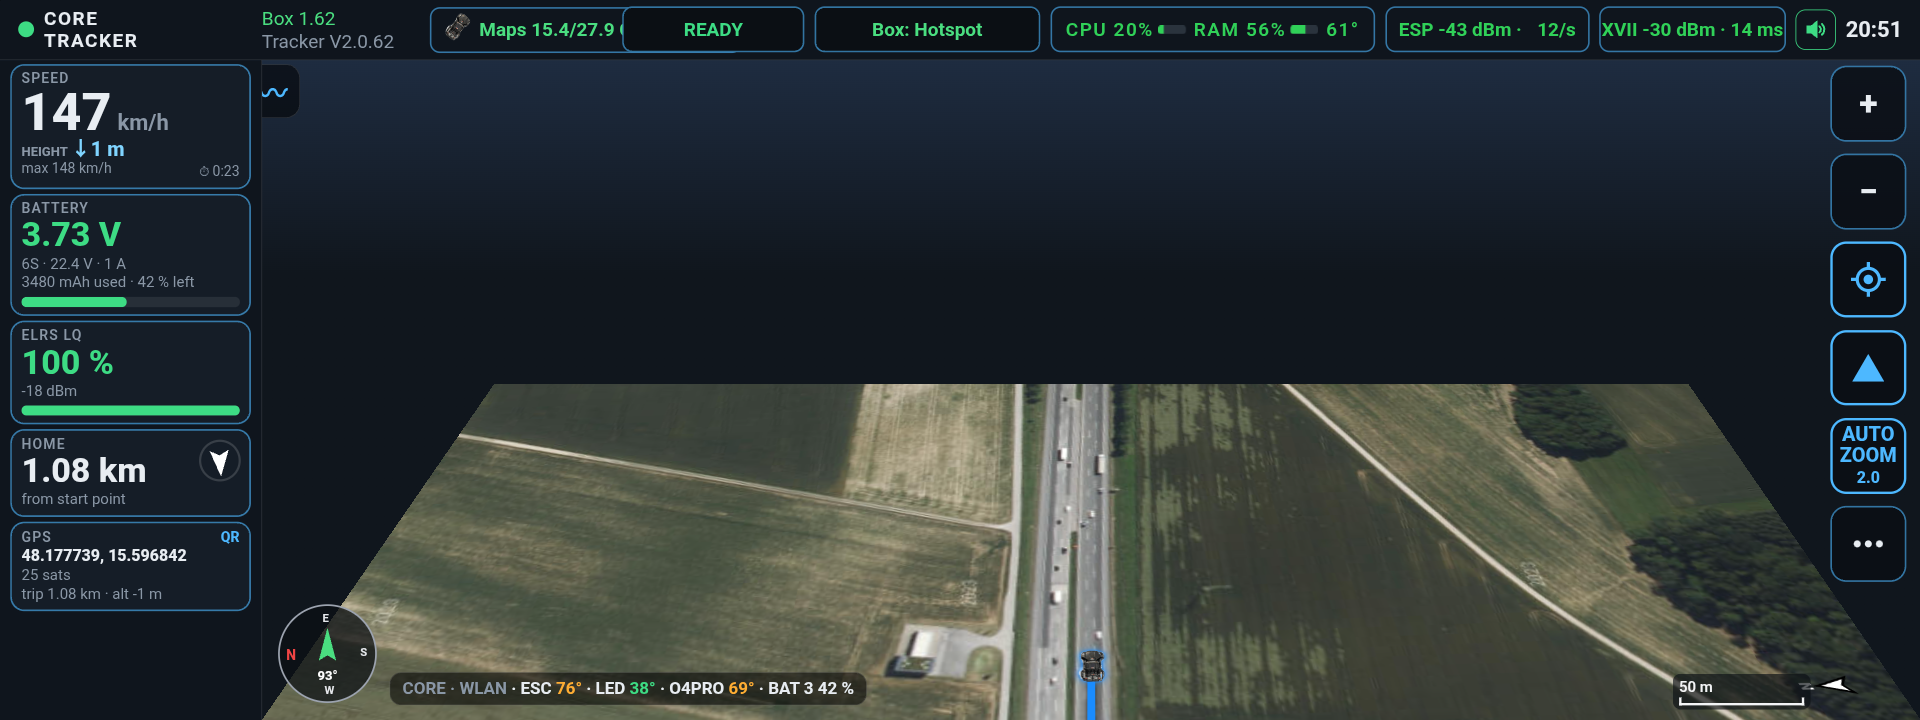 CORE
TRACKER
Box 1.62
Tracker V2.0.62
Maps 15.4/27.9
READY
Box: Hotspot
CPU 20% RAM 56% 61°
ESP -43 dBm · 12/s
XVII -30 dBm · 14 ms
20:51
SPEED
147 km/h
HEIGHT ↓1 m
max 148 km/h
⏱ 0:23
BATTERY
3.73 V
6S · 22.4 V · 1 A
3480 mAh used · 42 % left
ELRS LQ
100 %
-18 dBm
HOME
1.08 km
from start point
GPS
QR
48.177739, 15.596842
25 sats
trip 1.08 km · alt -1 m
+
−
AUTO
ZOOM
2.0
•••
E
N
S
93°
W
CORE · WLAN · ESC 76° · LED 38° · O4PRO 69° · BAT 3 42 %
50 m